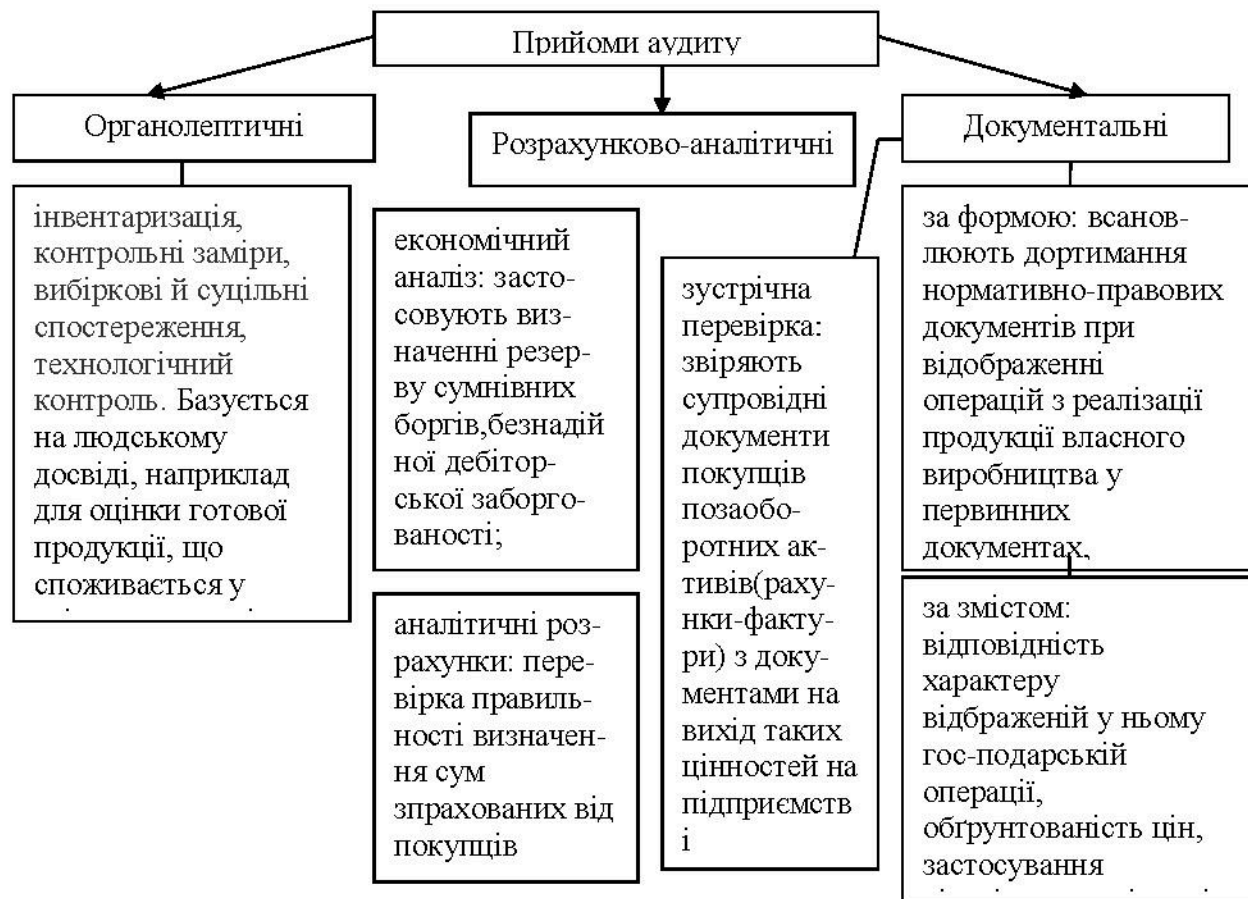 Прийоми аудиту
Органолептичні
Розрахунково-аналітичні
Документальні
інвентаризація,
контрольні заміри,
вибіркові й суцільні
спостереження,
технологічний
контроль. Базується
на людському
досвіді, наприклад
для оцінки готової
продукції, що
споживається у
економічний
аналіз: засто-
совують виз-
наченні резер-
ву сумнівних
боргів,безнадій
ної дебітор-
ської заборго-
ваності;
аналітичні роз-
рахунки: пере-
вірка правиль-
ності визначен-
ня сум
зпрахованих від
покупців
зустрічна
перевірка:
звіряють
супровідні
документи
покупців
позаобо-
ротних ак-
тивів(раху-
нки-факту-
ри) з доку-
ментами на
вихід таких
цінностей на
підприємств
і
за формою: всанов-
люють дортимання
нормативно-правових
документів при
відображенні
операцій з реалізації
продукції власного
виробництва у
первинних
документах,
за змістом:
відповідність
характеру
відбраженій у ньому
гос-подарській
операції,
обґрунтованість цін,
застосування